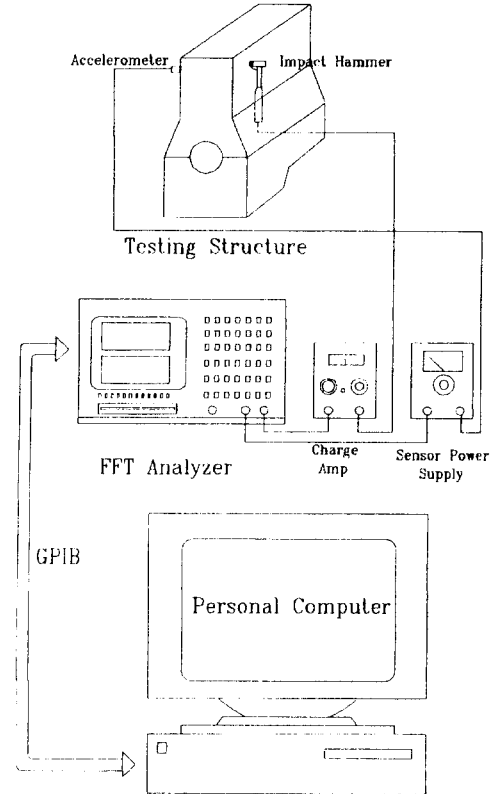 Accelerometer
Impact Hammer
Testing Structure
FFT Analyzer
Charge
Amp
Sensor Power
Supply
GPIB
Personal Computer